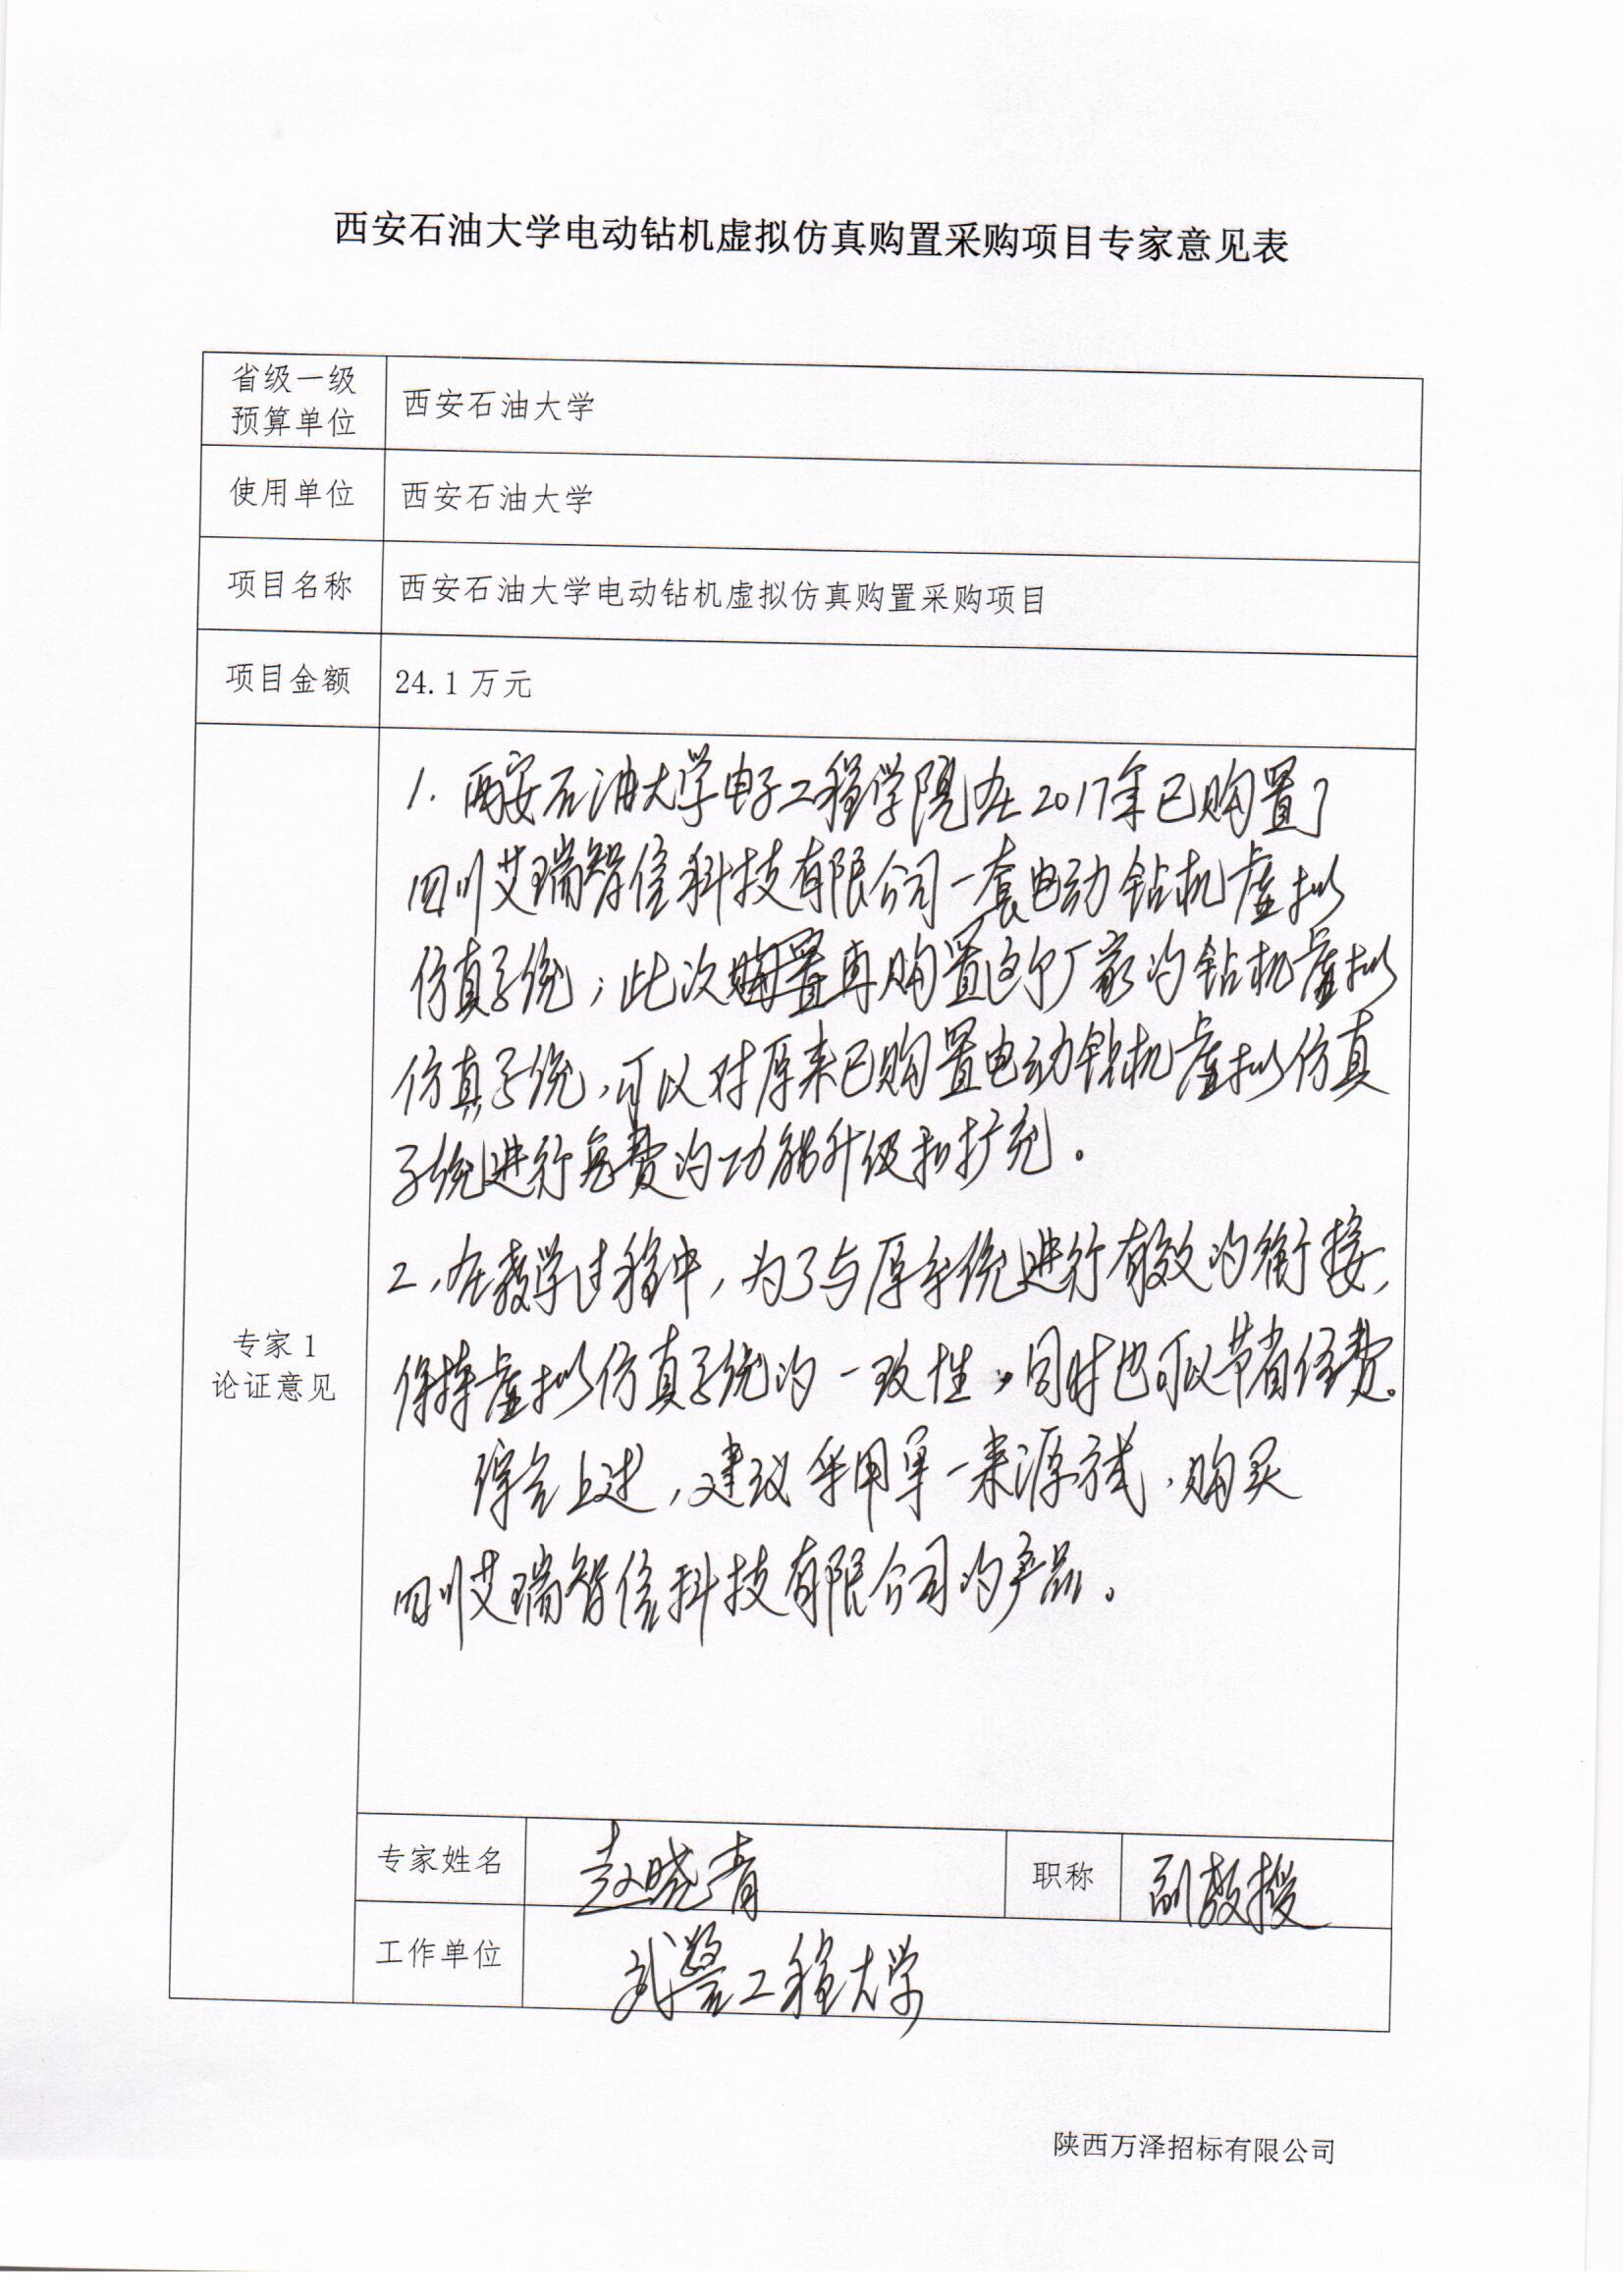 西安石油大学电动钻机虚拟仿真购置采购项目专家意见表
省级一级
预算单位
西安石油大学
使用单位
西安石油大学
项目名称
西安石油大学电动钻机虚拟仿真购置采购项目
项目金额
24.1 万元
专家 1
论证意见
1. 西安石油大学电子工程学院在2017年已购置了
四川艾瑞智信科技有限公司一套电动钻机虚拟
仿真系统,此次再购置这个厂家的钻机虚拟
仿真系统,可以对原来已购置电动钻机虚拟仿真
系统进行免费的功能升级和扩充。
2、在教学过程中,为了与原系统进行有效的衔接,
保持虚拟仿真系统的一致性,同时也可以节省经费。
综合上述,建议采用单一来源方式,购买
四川艾瑞智信科技有限公司的产品。
专家姓名
赵晓青
职称
副教授
工作单位
武警工程大学
陕西万泽招标有限公司